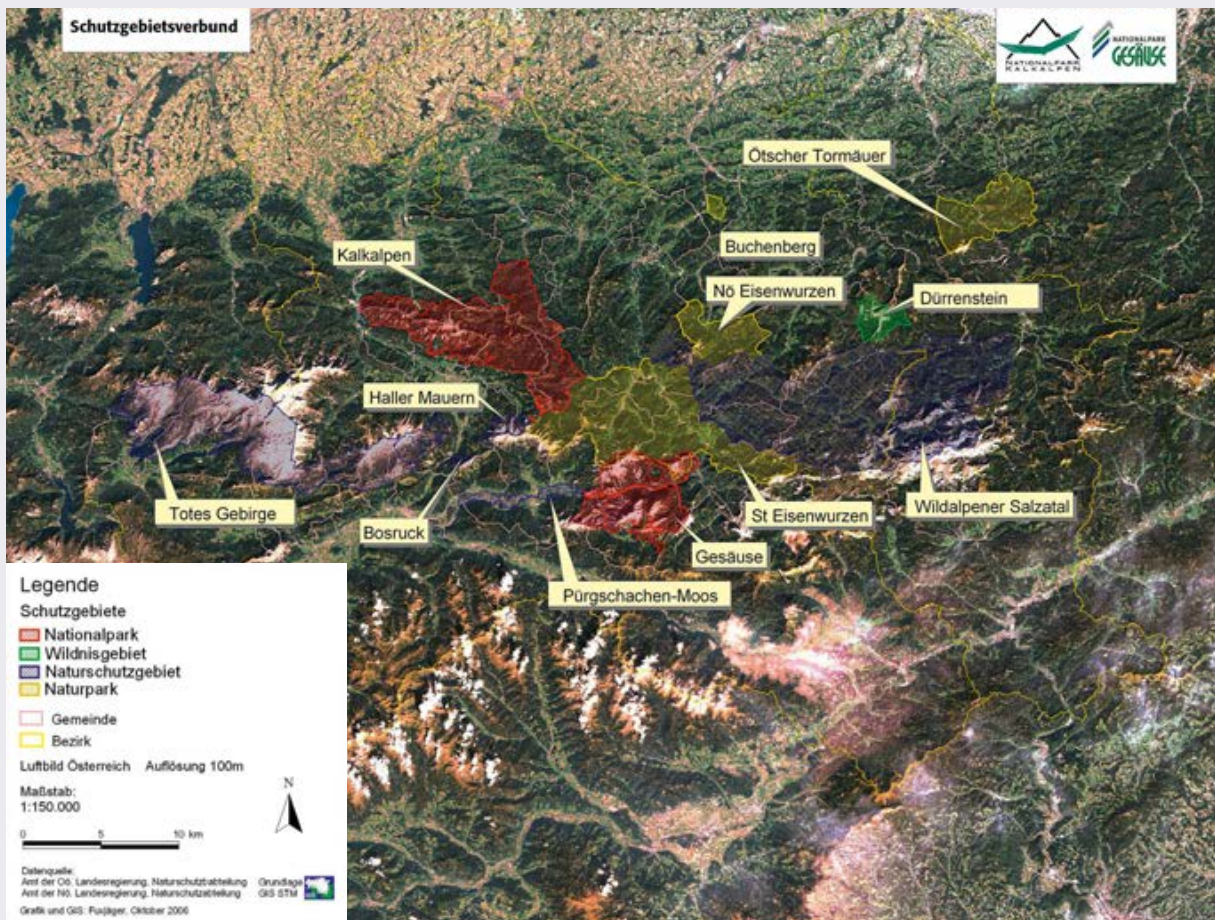 Schutzgebietsverbund
NATIONALPARK
KALKALPEN
NATIONALPARK
GESÄUSE
Ötscher Tormäuer
Buchenberg
Kalkalpen
Nö Eisenwurzen
Dürrenstein
Haller Mauern
Totes Gebirge
Bosruck
St Eisenwurzen
Wildalpener Salzatal
Gesäuse
Pürgschachen-Moos
Legende
Schutzgebiete
Nationalpark
Wildnisgebiet
Naturschutzgebiet
Naturpark
Gemeinde
Bezirk
Luftbild Österreich Auflösung 100m
Maßstab:
1:150.000
N
0 5 10 km
Datenquelle:
Amt der Oö. Landesregierung, Naturschutzabteilung
Amt der Nö. Landesregierung, Naturschutzabteilung
Grundlage
GIS STM
Grafik und GIS: Fuxjäger, Oktober 2006